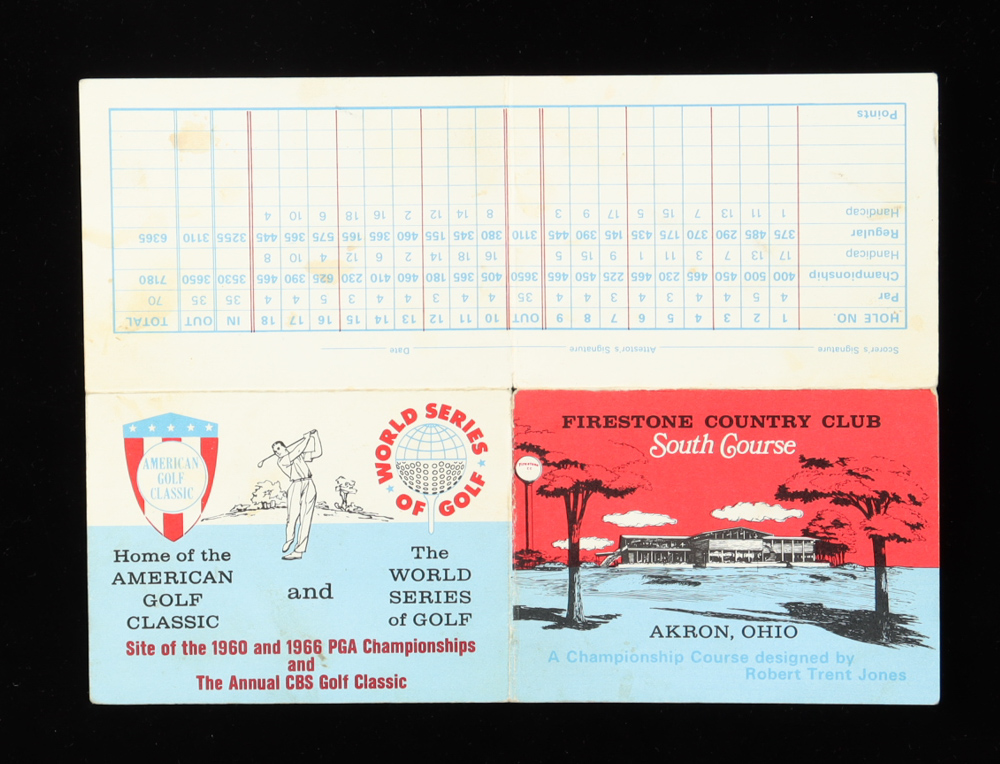 Scorer's Signature Attestor's Signature Date
HOLE NO. 1 2 3 4 5 6 7 8 9 OUT 10 11 12 13 14 15 16 17 18 IN OUT TOTAL
Par 4 5 4 4 3 4 3 4 4 35 4 4 3 4 4 3 5 4 4 35 35 70
Championship 400 500 450 465 230 465 225 450 465 3650 405 365 180 460 410 230 625 390 465 3530 3650 7180
Handicap 17 13 7 3 11 1 9 15 5 16 18 14 2 6 12 4 10 8
Regular 375 485 290 370 175 435 145 390 445 3110 380 345 155 460 365 165 575 365 445 3255 3110 6365
Handicap 1 11 13 7 15 5 17 9 3 8 14 12 2 16 18 6 10 4
Points
AMERICAN
GOLF
CLASSIC
WORLD SERIES
OF GOLF
Home of the
AMERICAN
GOLF
CLASSIC
and
The
WORLD
SERIES
of GOLF
Site of the 1960 and 1966 PGA Championships
and
The Annual CBS Golf Classic
FIRESTONE COUNTRY CLUB
South Course
Firestone
AKRON, OHIO
A Championship Course designed by
Robert Trent Jones